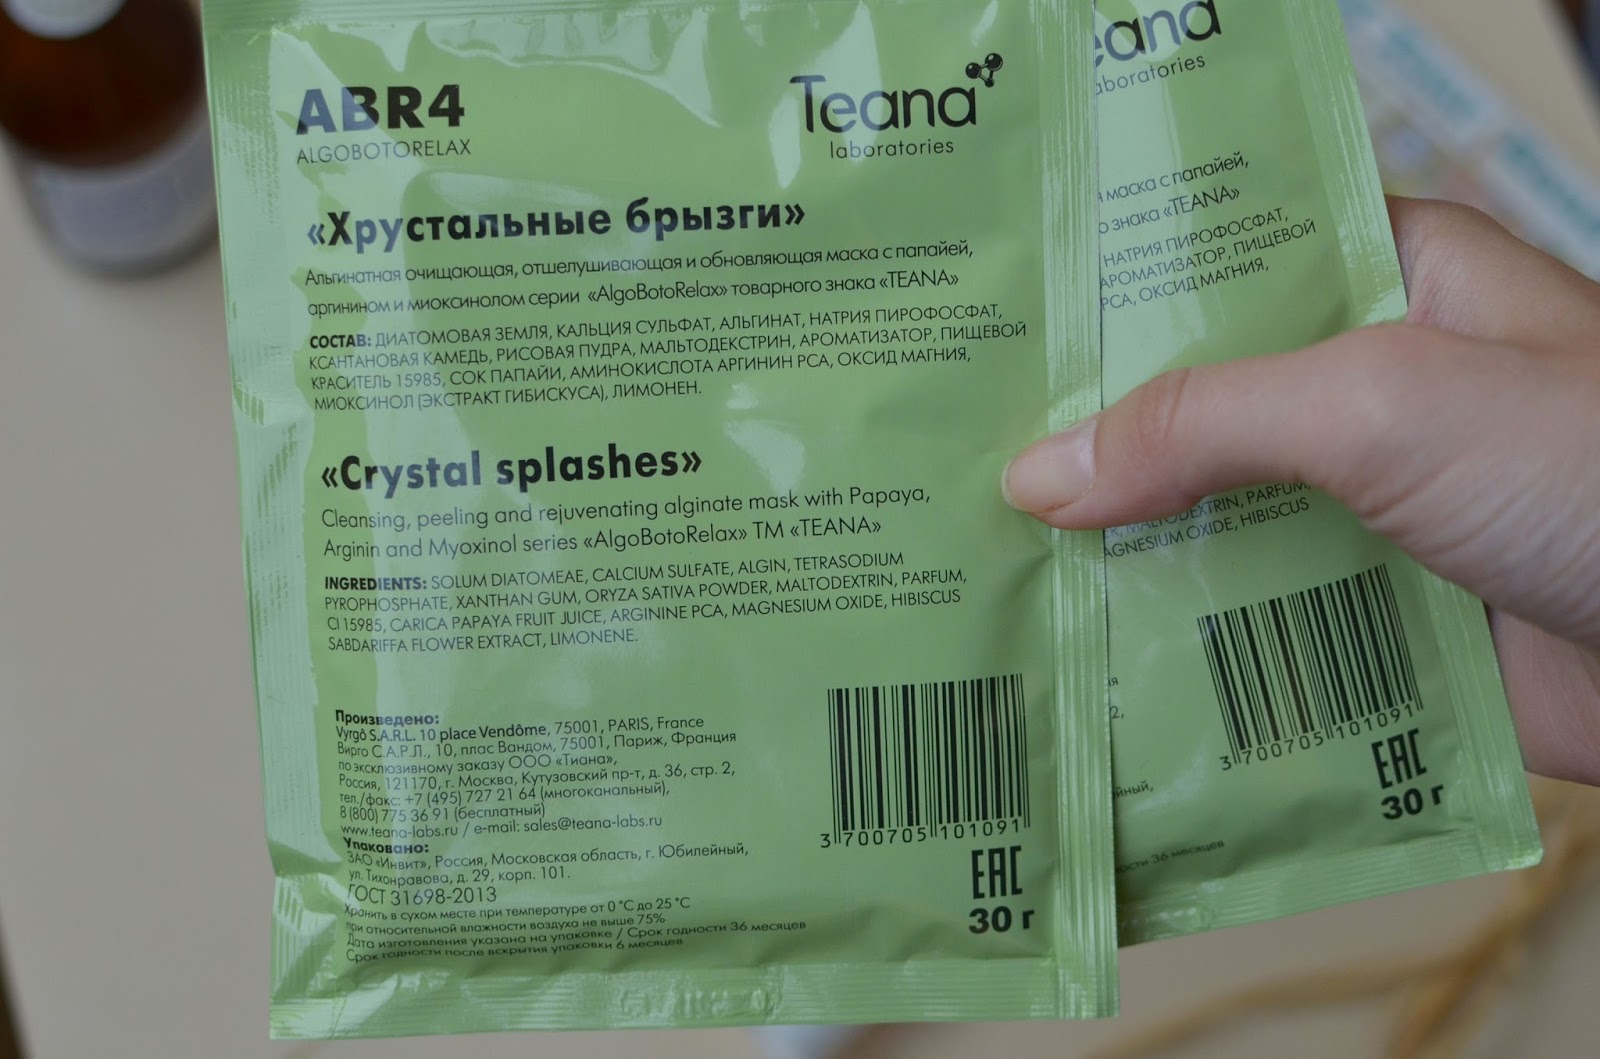 ABR4
ALGOBOTORELAX
Teana
laboratories
«Хрустальные брызги»
Альгинатная очищающая, отшелушивающая и обновляющая маска с папайей,
аргинином и миоксинолом серии «AlgoBotoRelax» товарного знака «TEANA»
СОСТАВ: ДИАТОМОВАЯ ЗЕМЛЯ, КАЛЬЦИЯ СУЛЬФАТ, АЛЬГИНАТ, НАТРИЯ ПИРОФОСФАТ,
КСАНТАНОВАЯ КАМЕДЬ, РИСОВАЯ ПУДРА, МАЛЬТОДЕКСТРИН, АРОМАТИЗАТОР, ПИЩЕВОЙ
КРАСИТЕЛЬ 15985, СОК ПАПАЙИ, АМИНОКИСЛОТА АРГИНИН PCA, ОКСИД МАГНИЯ,
МИОКСИНОЛ (ЭКСТРАКТ ГИБИСКУСА), ЛИМОНЕН.
«Crystal splashes»
Cleansing, peeling and rejuvenating alginate mask with Papaya,
Arginin and Myoxinol series «AlgoBotoRelax» TM «TEANA»
INGREDIENTS: SOLUM DIATOMEAE, CALCIUM SULFATE, ALGIN, TETRASODIUM
PYROPHOSPHATE, XANTHAN GUM, ORYZA SATIVA POWDER, MALTODEXTRIN, PARFUM,
CI 15985, CARICA PAPAYA FRUIT JUICE, ARGININE PCA, MAGNESIUM OXIDE, HIBISCUS
SABDARIFFA FLOWER EXTRACT, LIMONENE.
Произведено:
Vyrgô S.A.R.L. 10 place Vendôme, 75001, PARIS, France
Вирго С.А.Р.Л., 10, плас Вандом, 75001, Париж, Франция
по эксклюзивному заказу ООО «Тиана»,
Россия, 121170, г. Москва, Кутузовский пр-т, д. 36, стр. 2,
тел./факс: +7 (495) 727 21 64 (многоканальный),
8 (800) 775 36 91 (бесплатный)
www.teana-labs.ru / e-mail: sales@teana-labs.ru
Упаковано:
ЗАО «Инвит», Россия, Московская область, г. Юбилейный,
ул. Тихонравова, д. 29, корп. 101.
ГОСТ 31698-2013
Хранить в сухом месте при температуре от 0 °C до 25 °C
при относительной влажности воздуха не выше 75%
Дата изготовления указана на упаковке / Срок годности 36 месяцев
Срок годности после вскрытия упаковки 6 месяцев
3 700705 101091
EAC
30 г
laboratories
маска с папайей,
знака «TEANA»
НАТРИЯ ПИРОФОСФАТ,
АРОМАТИЗАТОР, ПИЩЕВОЙ
PCA, ОКСИД МАГНИЯ,
MALTODEXTRIN, PARFUM,
MAGNESIUM OXIDE, HIBISCUS
3 700705 101091
EAC
30 г
36 месяцев